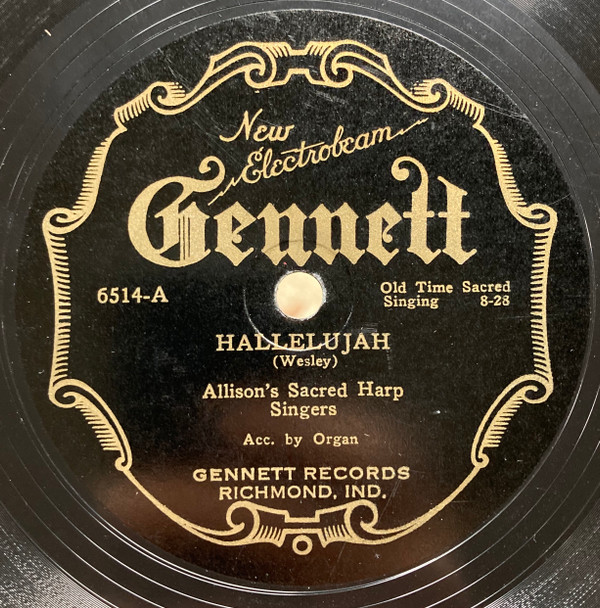 New
Electrobeam
Gennett
6514-A
Old Time Sacred
Singing 8-28
HALLELUJAH
(Wesley)
Allison's Sacred Harp
Singers
Acc. by Organ
GENNETT RECORDS
RICHMOND, IND.